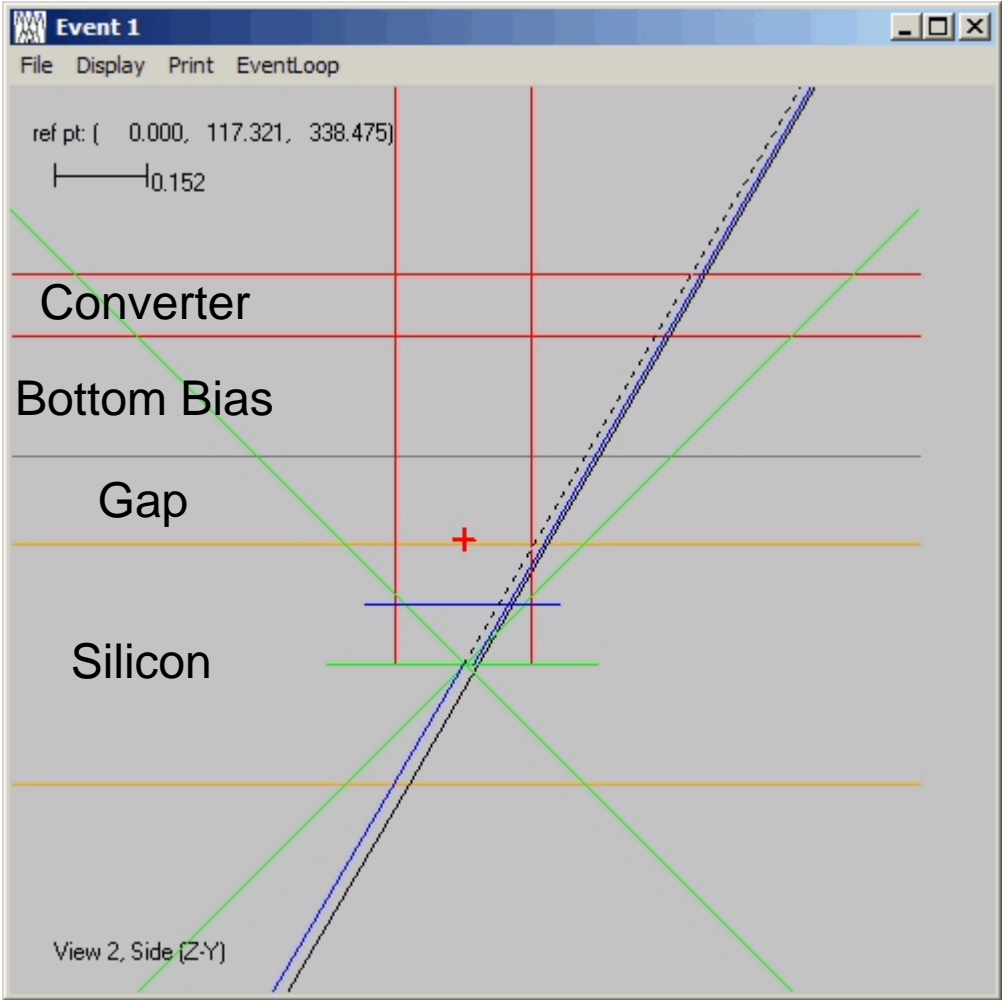 Event 1
File Display Print EventLoop
ref pt: ( 0.000, 117.321, 338.475)
0.152
Converter
Bottom Bias
Gap
Silicon
View 2, Side (Z-Y)